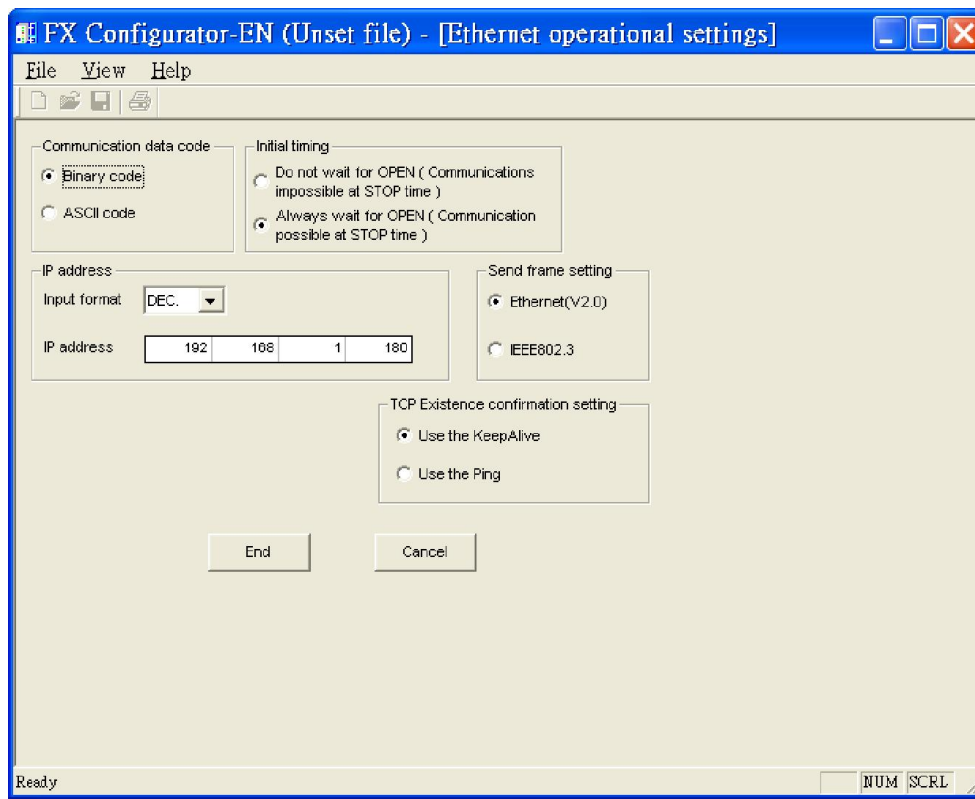 FX Configurator-EN (Unset file) - [Ethernet operational settings]
File View Help
Communication data code
Binary code
ASCII code
Initial timing
Do not wait for OPEN ( Communications
impossible at STOP time )
Always wait for OPEN ( Communication
possible at STOP time )
IP address
Input format DEC.
IP address 192 168 1 180
Send frame setting
Ethernet(V2.0)
IEEE802.3
TCP Existence confirmation setting
Use the KeepAlive
Use the Ping
End Cancel
Ready NUM SCRL